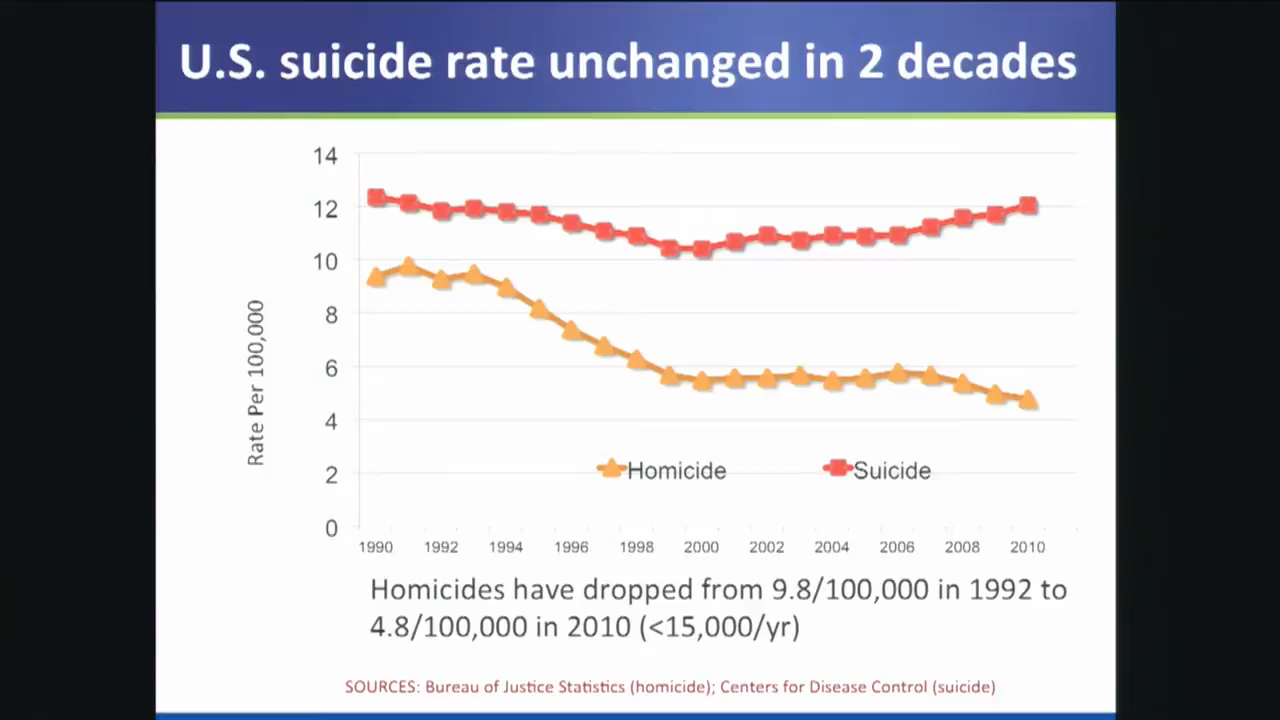 U.S. suicide rate unchanged in 2 decades
14
12
10
8
6
4
2
0
Rate Per 100,000
Homicide
Suicide
1990 1992 1994 1996 1998 2000 2002 2004 2006 2008 2010
Homicides have dropped from 9.8/100,000 in 1992 to
4.8/100,000 in 2010 (<15,000/yr)
SOURCES: Bureau of Justice Statistics (homicide); Centers for Disease Control (suicide)